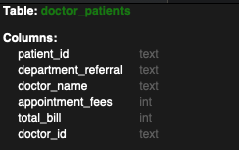 Table: doctor_patients
Columns:
patient_id text
department_referral text
doctor_name text
appointment_fees int
total_bill int
doctor_id text